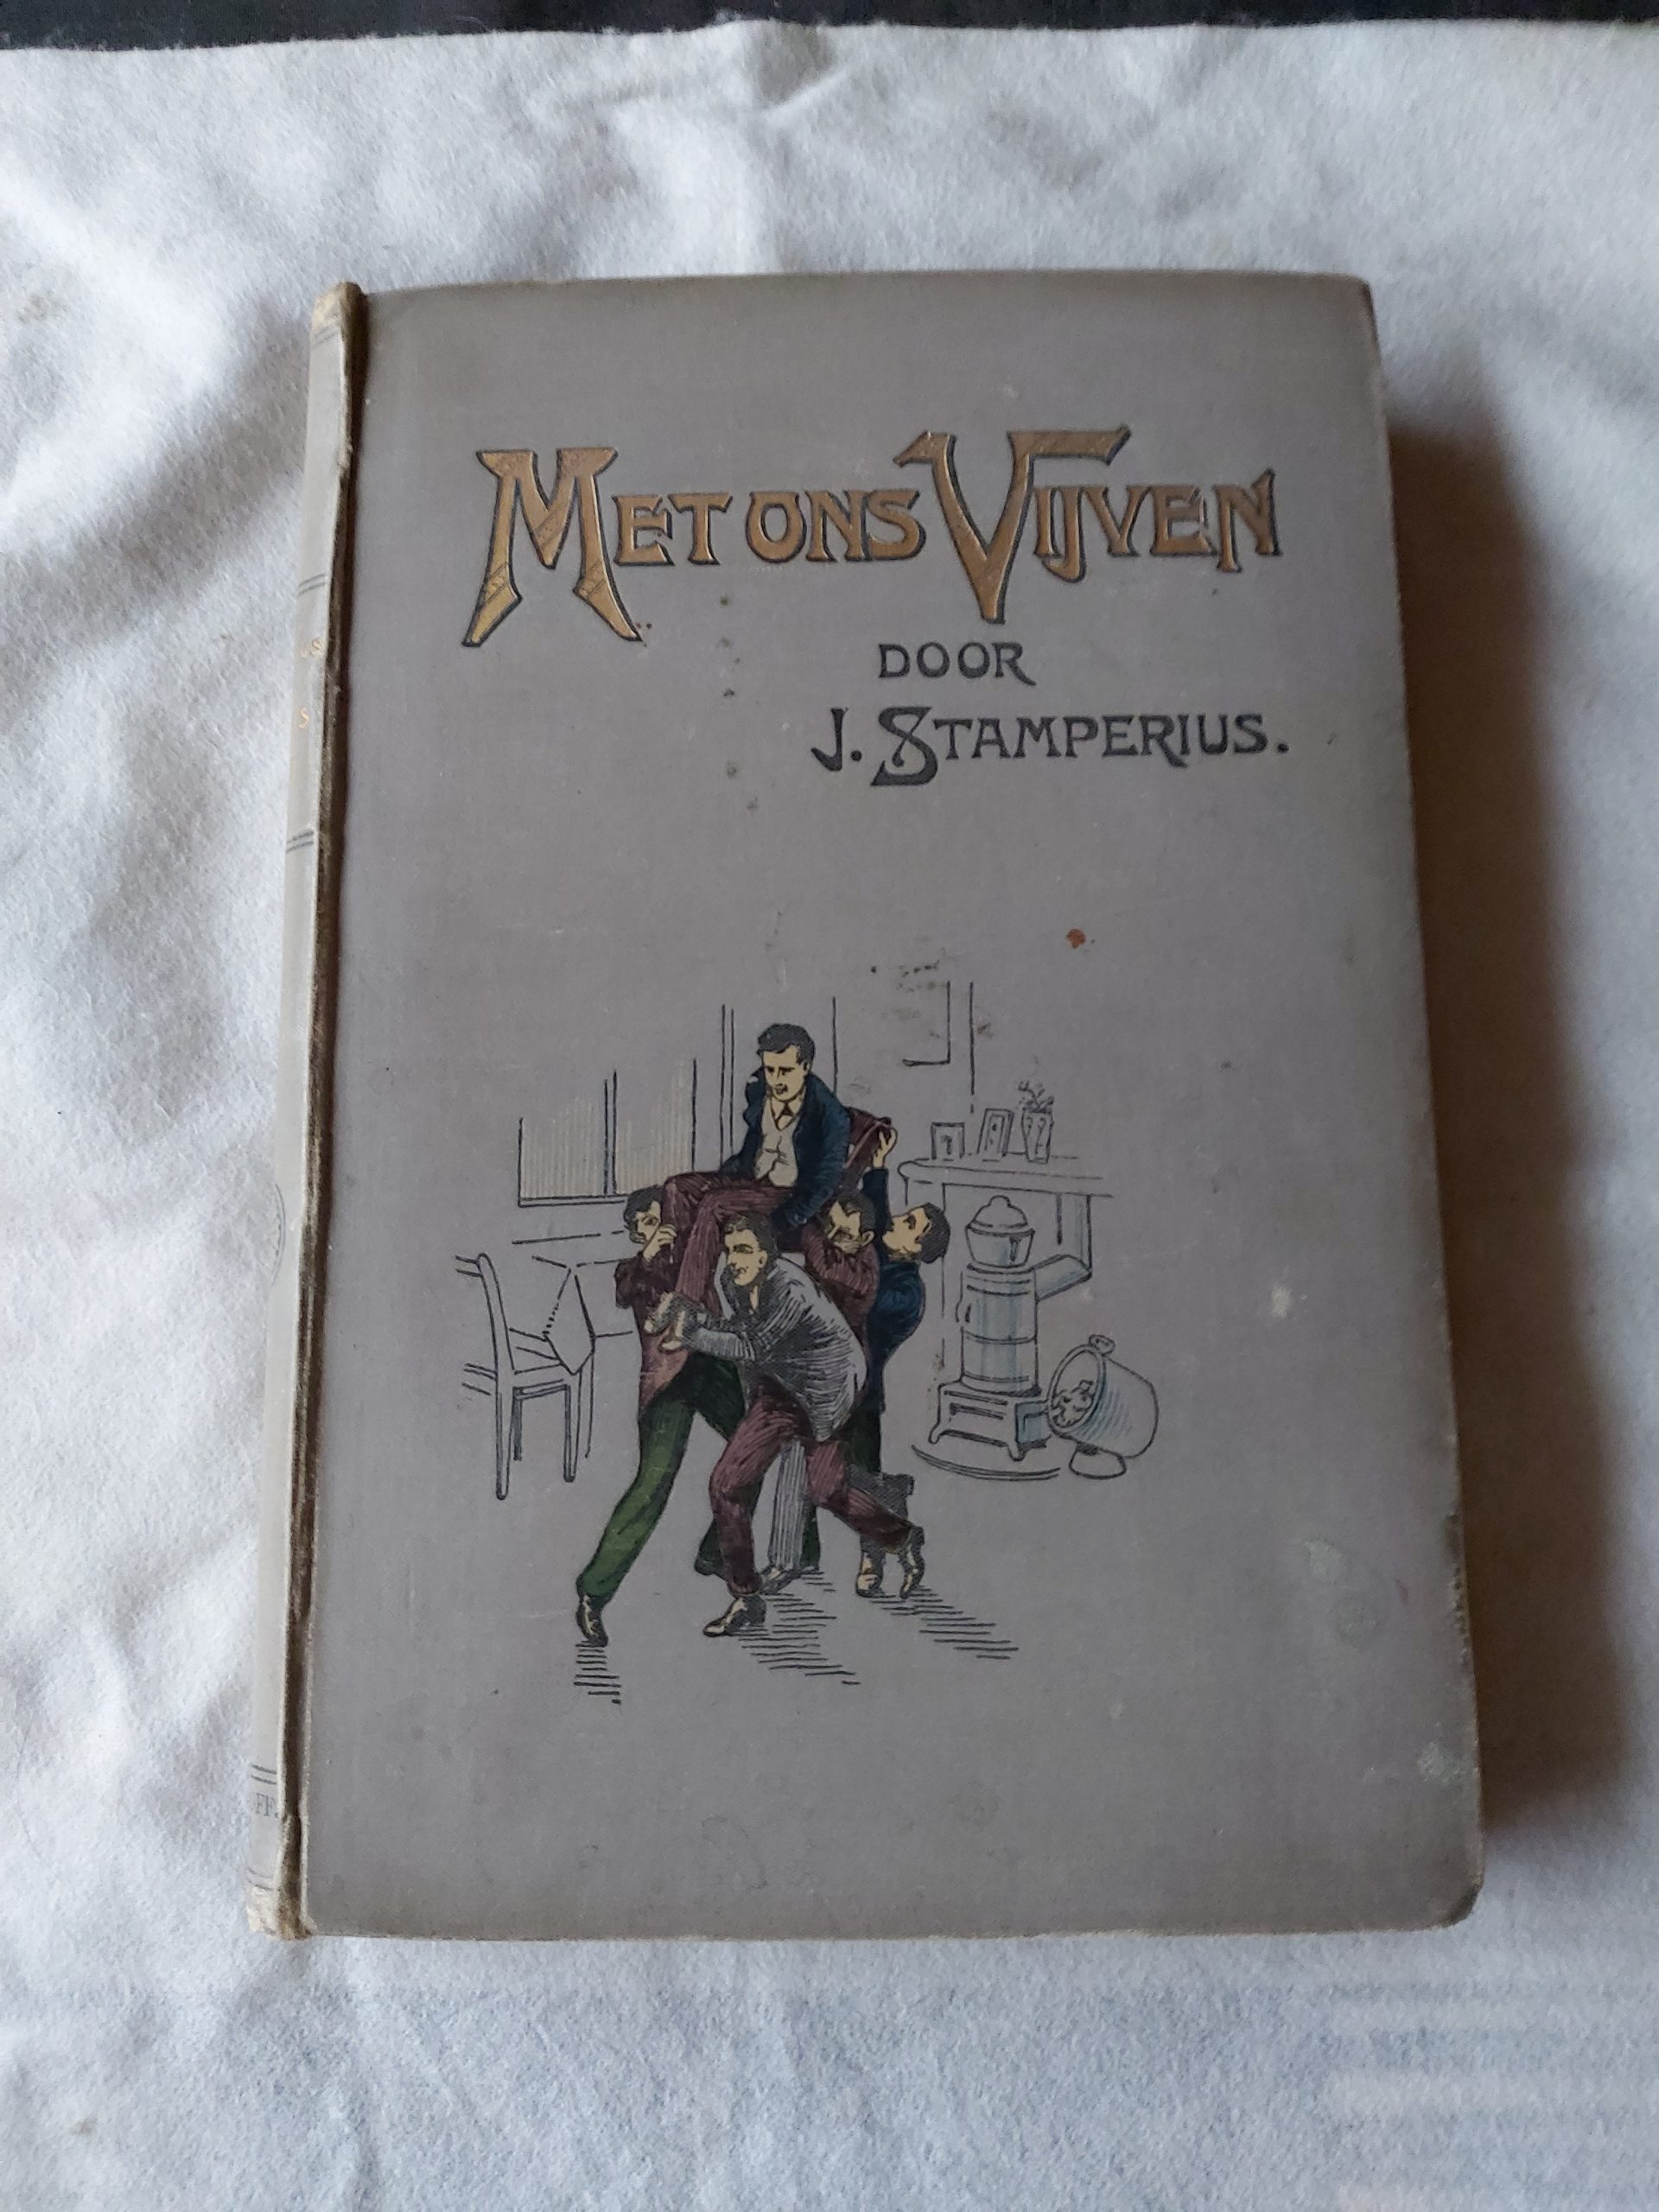 MET ONS VIJVEN
DOOR
J. STAMPERIUS.